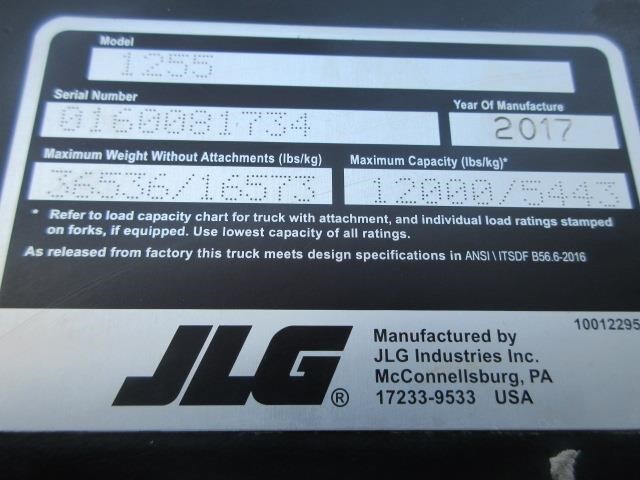 Model
1255
Serial Number
0160081734
Year Of Manufacture
2017
Maximum Weight Without Attachments (lbs/kg)
36536/16573
Maximum Capacity (lbs/kg)*
12000/5443
* Refer to load capacity chart for truck with attachment, and individual load ratings stamped
on forks, if equipped. Use lowest capacity of all ratings.
As released from factory this truck meets design specifications in ANSI \ ITSDF B56.6-2016
JLG®
Manufactured by
JLG Industries Inc.
McConnellsburg, PA
17233-9533 USA
10012295